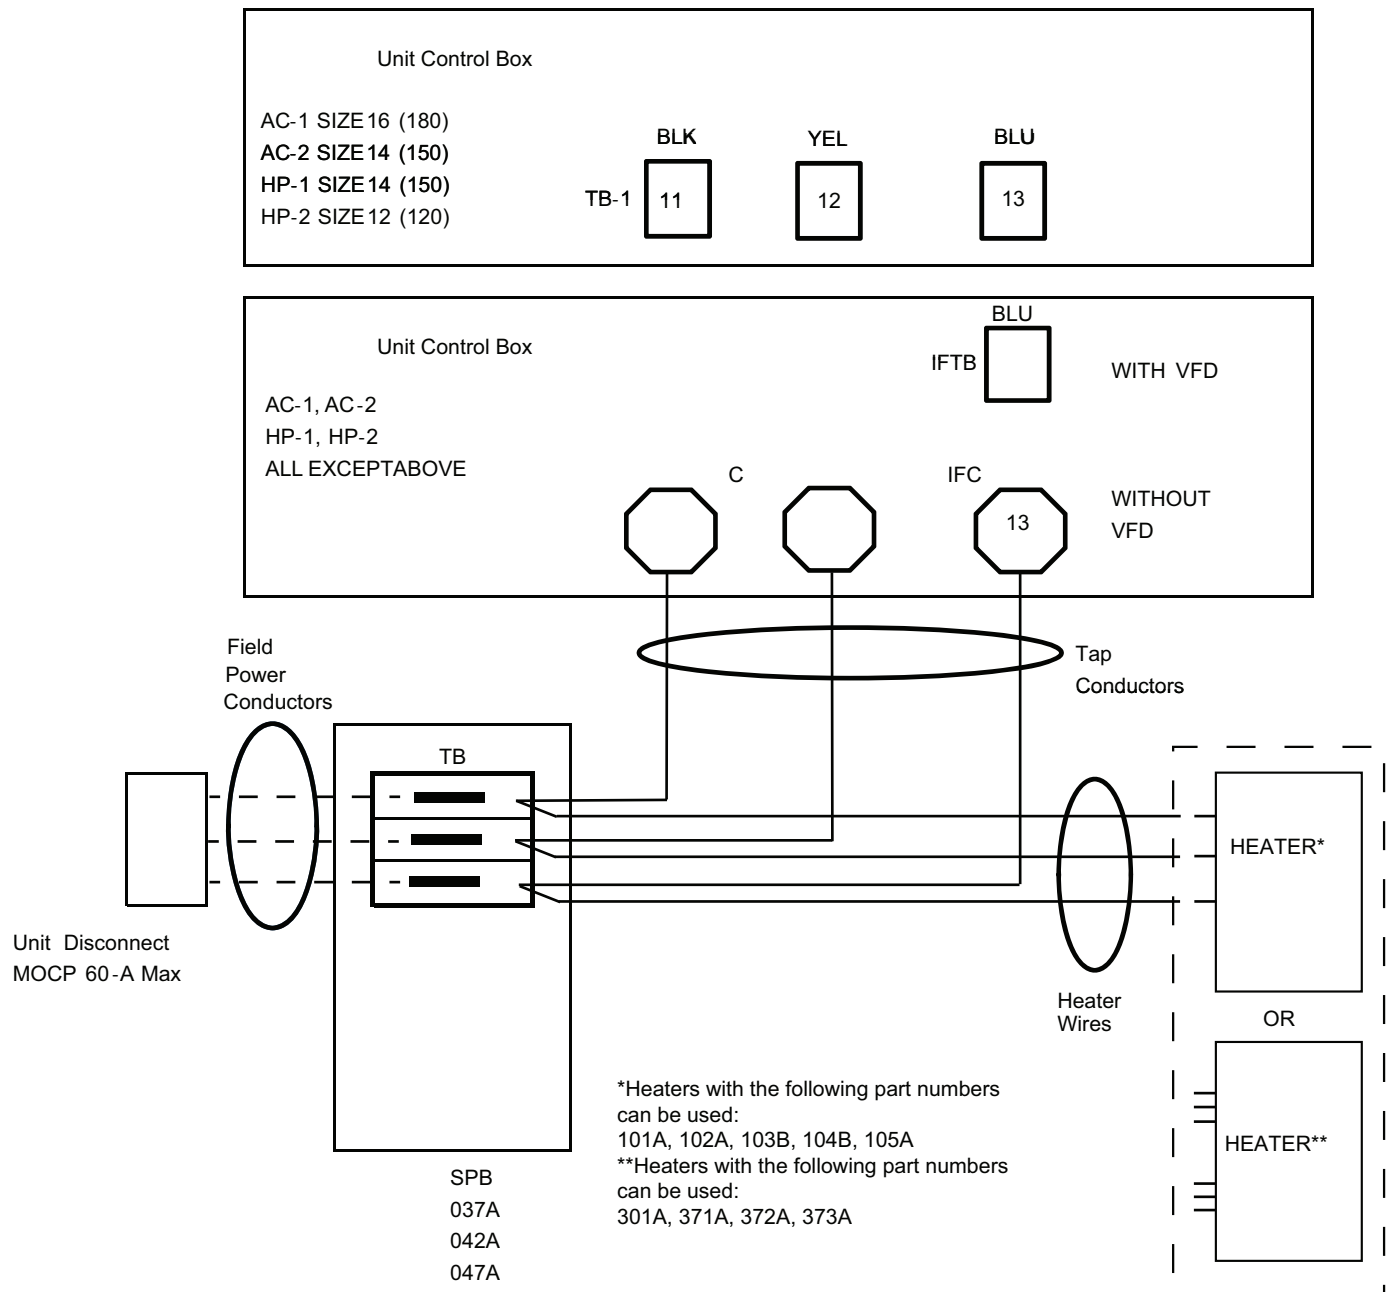 Unit Control Box
AC-1 SIZE 16 (180)
AC-2 SIZE 14 (150)
HP-1 SIZE 14 (150)
HP-2 SIZE 12 (120)
BLK
YEL
BLU
TB-1
11
12
13
Unit Control Box
BLU
IFTB
WITH VFD
AC-1, AC-2
HP-1, HP-2
ALL EXCEPTABOVE
C
IFC
13
WITHOUT
VFD
Field
Power
Conductors
Tap
Conductors
TB
HEATER*
Unit Disconnect
MOCP 60-A Max
Heater
Wires
OR
HEATER**
*Heaters with the following part numbers
can be used:
101A, 102A, 103B, 104B, 105A
**Heaters with the following part numbers
can be used:
301A, 371A, 372A, 373A
SPB
037A
042A
047A